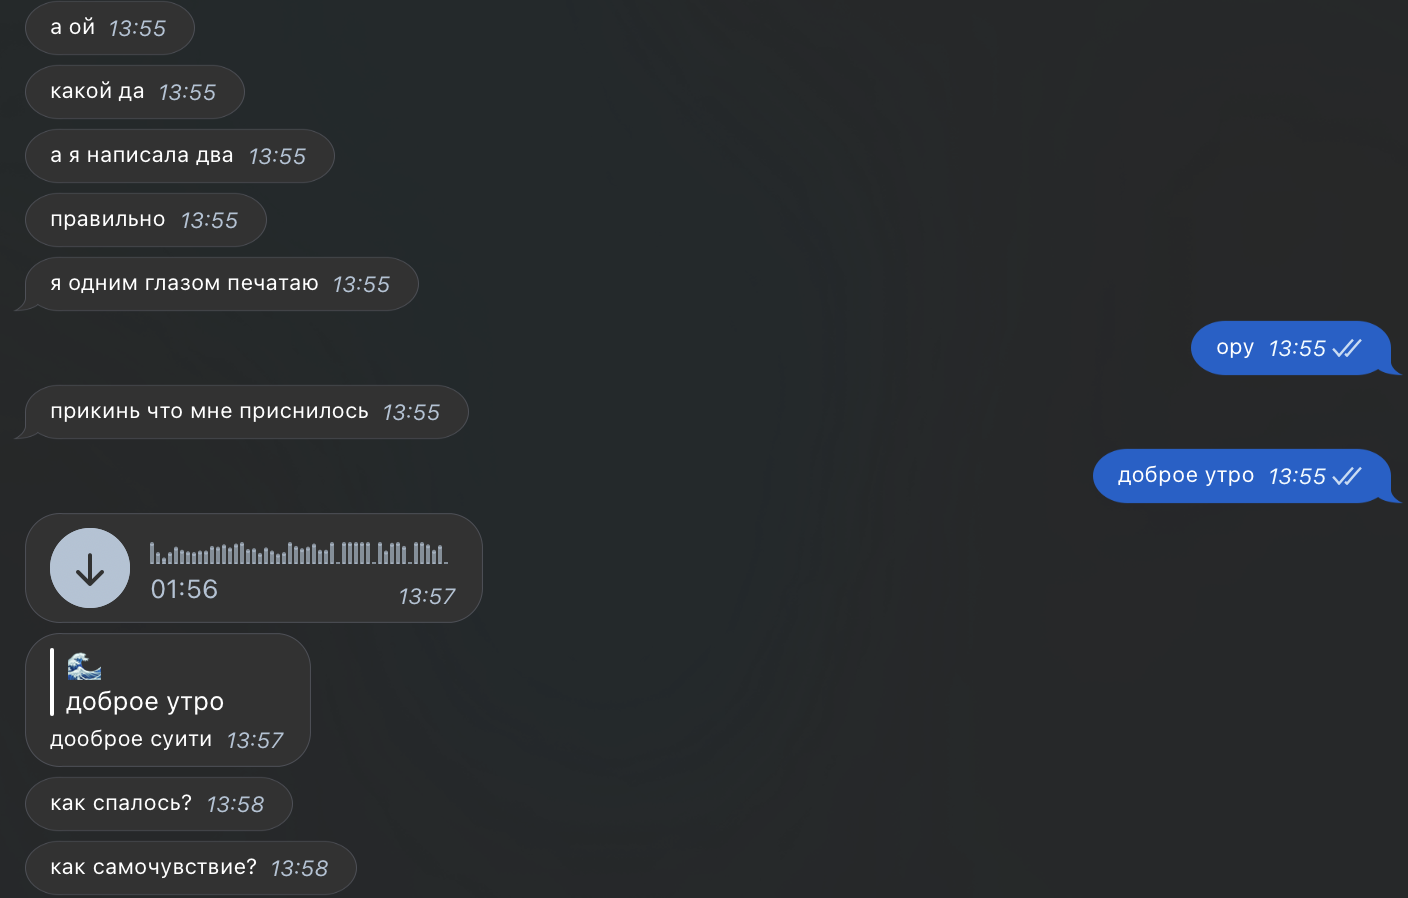 а ой 13:55
какой да 13:55
а я написала два 13:55
правильно 13:55
я одним глазом печатаю 13:55
ору 13:55
прикинь что мне приснилось 13:55
доброе утро 13:55
01:56 13:57
🌊
доброе утро
дооброе суити 13:57
как спалось? 13:58
как самочувствие? 13:58